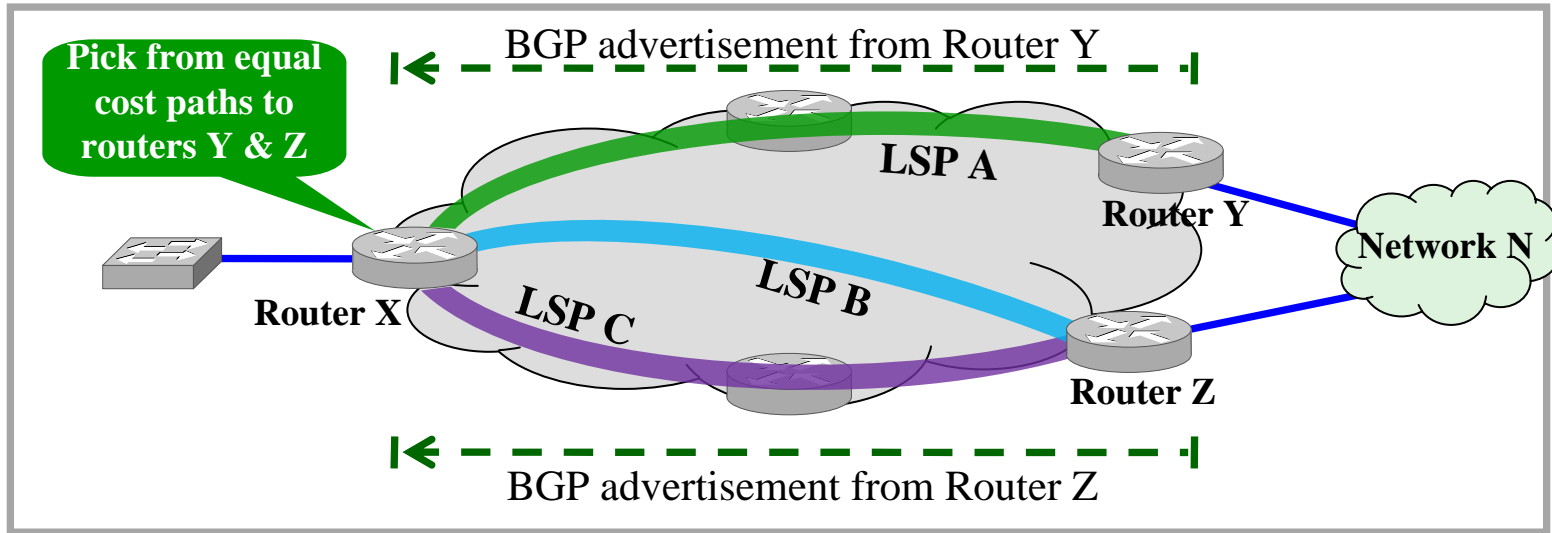 Pick from equal
cost paths to
routers Y & Z
BGP advertisement from Router Y
LSP A
Router Y
Network N
LSP B
Router X
LSP C
Router Z
BGP advertisement from Router Z